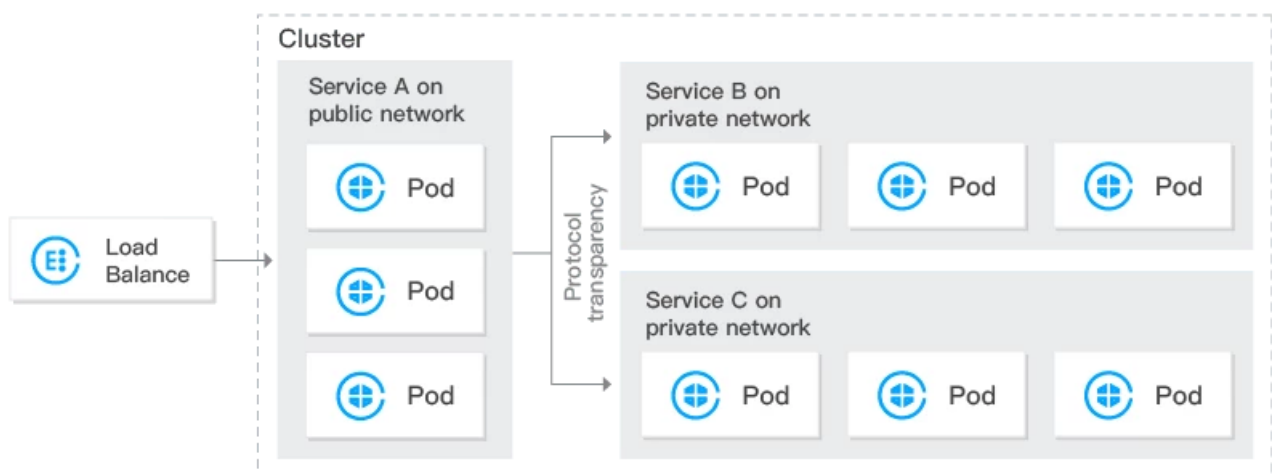 Cluster
Service A on
public network
Pod
Pod
Pod
Load
Balance
Protocol
transparency
Service B on
private network
Pod
Pod
Pod
Service C on
private network
Pod
Pod
Pod